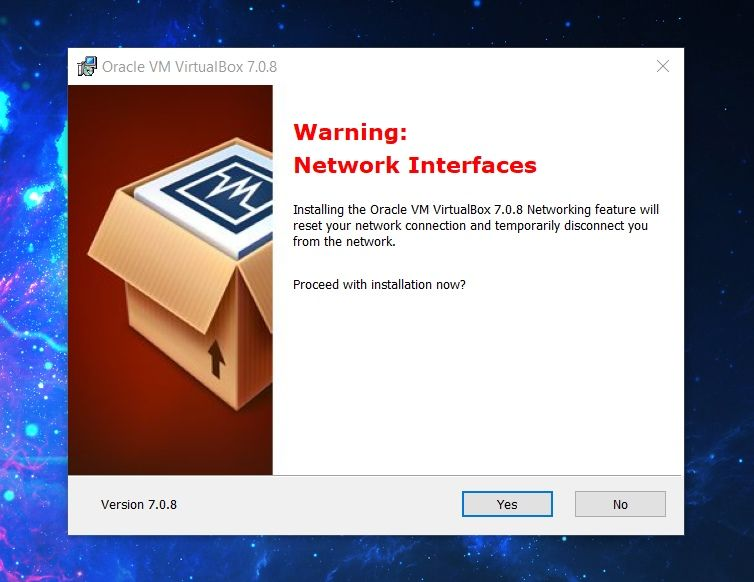 Oracle VM VirtualBox 7.0.8
Warning:
Network Interfaces
Installing the Oracle VM VirtualBox 7.0.8 Networking feature will
reset your network connection and temporarily disconnect you
from the network.
Proceed with installation now?
Version 7.0.8
Yes
No